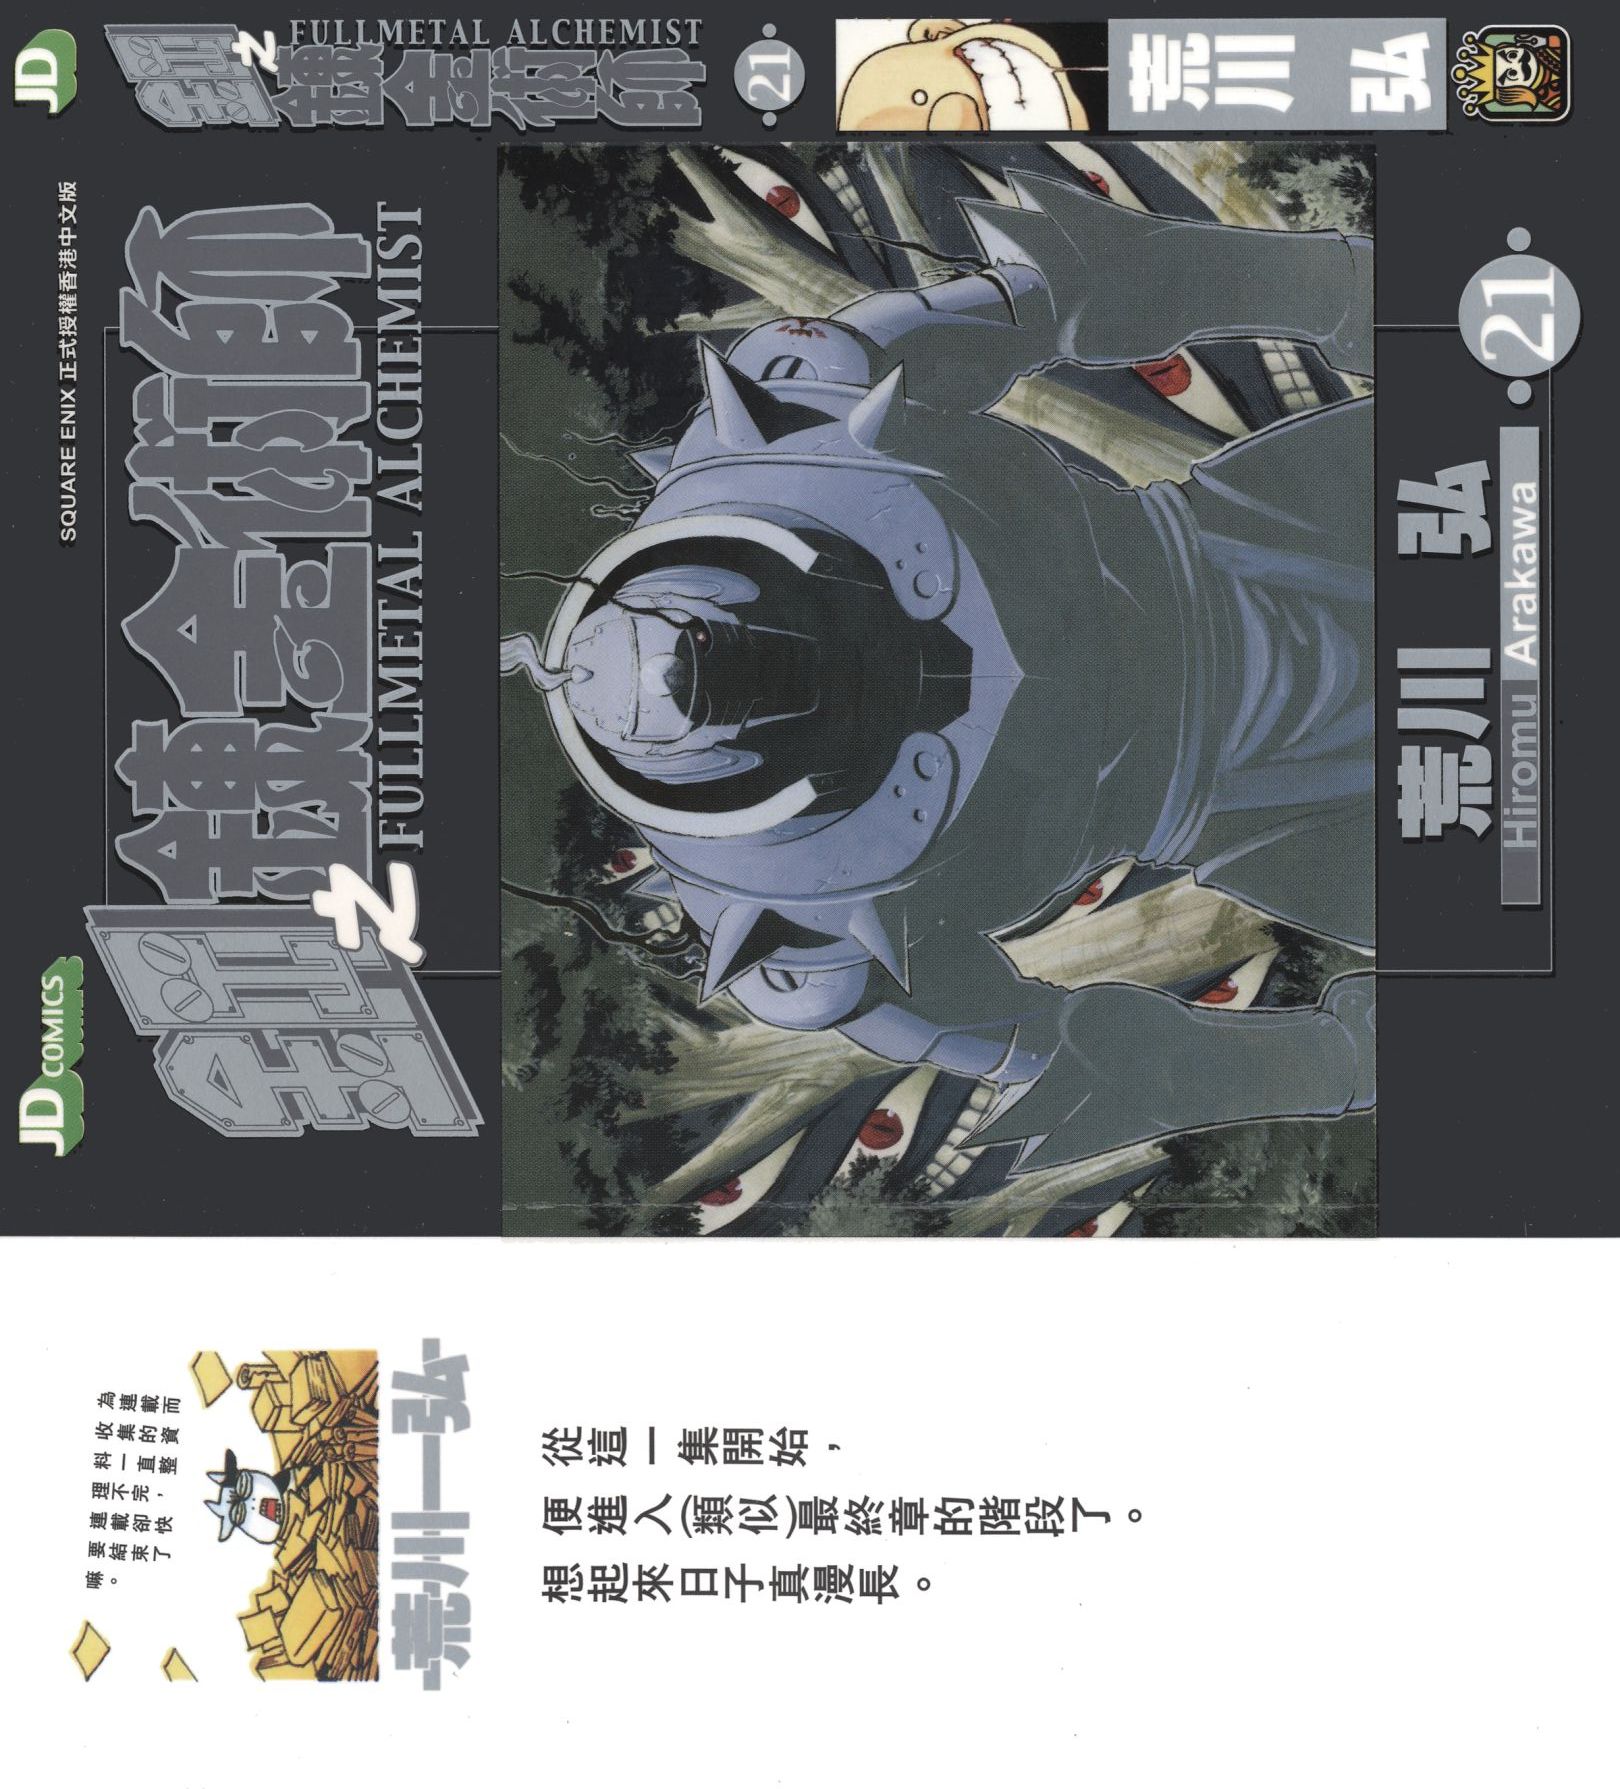 JD
鋼之鍊金術師
FULLMETAL ALCHEMIST
21
荒川 弘
JD COMICS
SQUARE ENIX 正式授權香港中文版
鋼之鍊金術師
FULLMETAL ALCHEMIST
21
荒川 弘
Hiromu Arakawa
為連載而
收集的資
料一直整
理不完，
連載卻快
要結束了
嘛。
荒川弘
從這一集開始，
便進入(類似)最終章的階段了。
想起來日子真漫長。